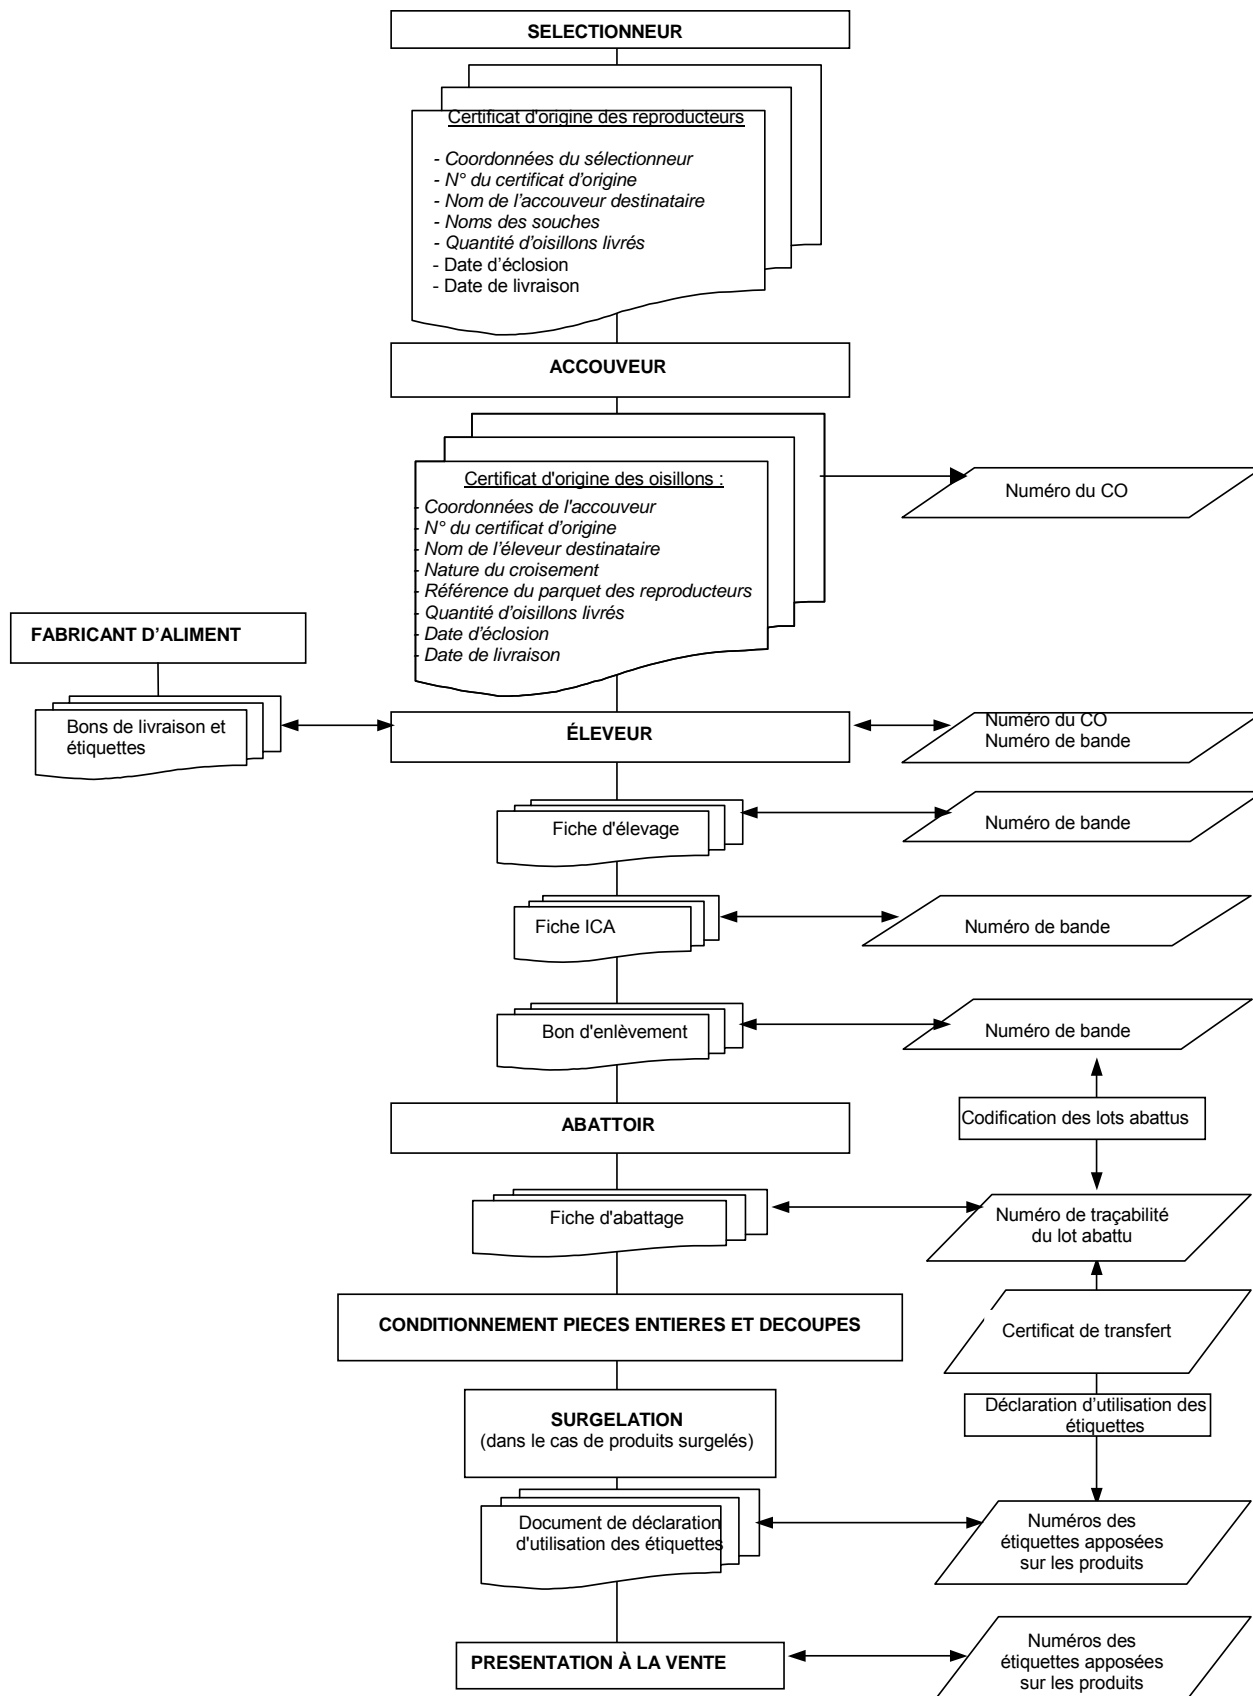 SELECTIONNEUR
Certificat d'origine des reproducteurs
- Coordonnées du sélectionneur
- N° du certificat d’origine
- Nom de l’accouveur destinataire
- Noms des souches
- Quantité d’oisillons livrés
- Date d’éclosion
- Date de livraison
ACCOUVEUR
Certificat d'origine des oisillons :
- Coordonnées de l'accouveur
- N° du certificat d’origine
- Nom de l’éleveur destinataire
- Nature du croisement
- Référence du parquet des reproducteurs
- Quantité d’oisillons livrés
- Date d’éclosion
- Date de livraison
Numéro du CO
FABRICANT D’ALIMENT
Bons de livraison et
étiquettes
ÉLEVEUR
Numéro du CO
Numéro de bande
Fiche d'élevage
Numéro de bande
Fiche ICA
Numéro de bande
Bon d'enlèvement
Numéro de bande
Codification des lots abattus
ABATTOIR
Fiche d'abattage
Numéro de traçabilité
du lot abattu
CONDITIONNEMENT PIECES ENTIERES ET DECOUPES
Certificat de transfert
SURGELATION
(dans le cas de produits surgelés)
Déclaration d’utilisation des
étiquettes
Document de déclaration
d'utilisation des étiquettes
Numéros des
étiquettes apposées
sur les produits
PRESENTATION À LA VENTE
Numéros des
étiquettes apposées
sur les produits